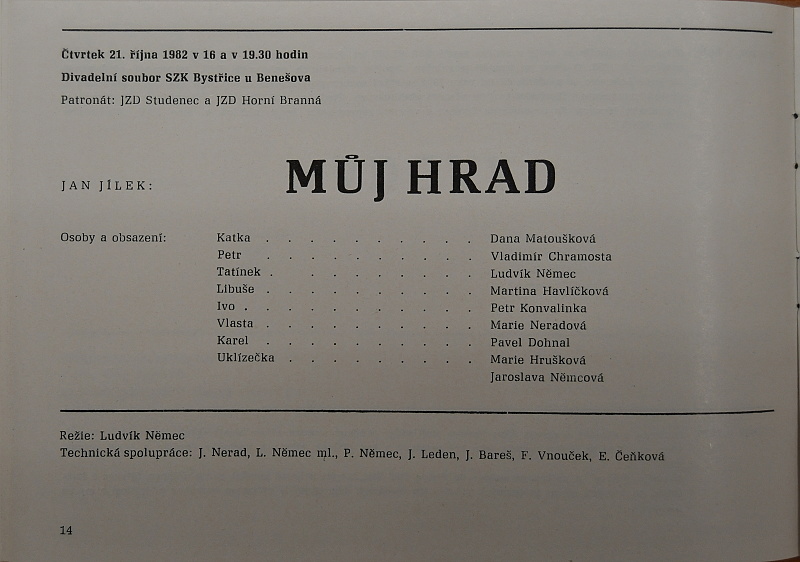 Čtvrtek 21. října 1982 v 16 a v 19.30 hodin
Divadelní soubor SZK Bystřice u Benešova
Patronát: JZD Studenec a JZD Horní Branná
JAN JÍLEK: MŮJ HRAD
Osoby a obsazení: Katka . . . . . . . . . . Dana Matoušková
Petr . . . . . . . . . . Vladimír Chramosta
Tatínek . . . . . . . . . Ludvík Němec
Libuše . . . . . . . . . . Martina Havlíčková
Ivo . . . . . . . . . . . Petr Konvalinka
Vlasta . . . . . . . . . . Marie Neradová
Karel . . . . . . . . . . Pavel Dohnal
Uklízečka . . . . . . . . . Marie Hrušková
Jaroslava Němcová
Režie: Ludvík Němec
Technická spolupráce: J. Nerad, L. Němec ml., P. Němec, J. Leden, J. Bareš, F. Vnouček, E. Čeňková
14